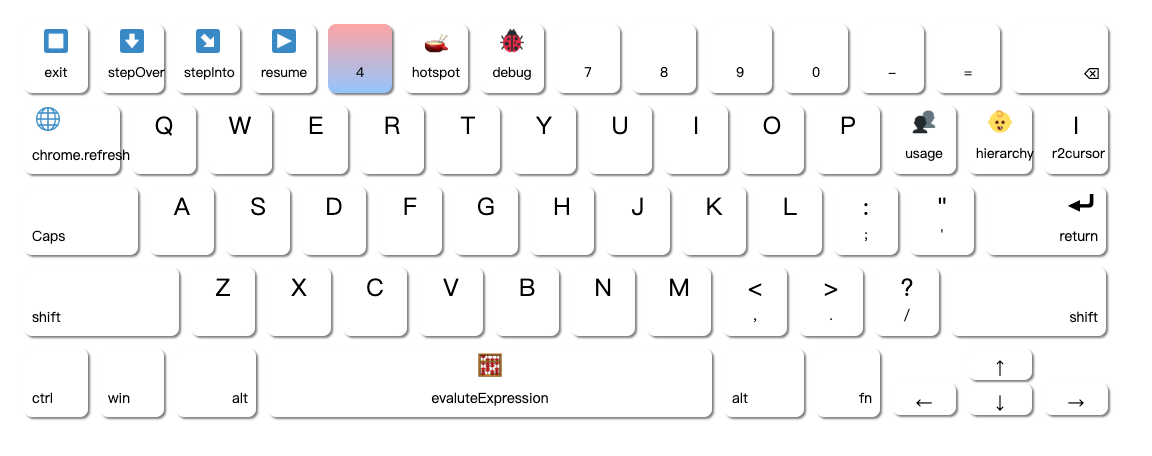 exit stepOver stepInto resume 4 hotspot debug 7 8 9 0 − =
Q W E R T Y U I O P I
chrome.refresh usage hierarchy r2cursor
A S D F G H J K L : "
Caps ; ' return
Z X C V B N M < > ?
shift , . / shift
↑
ctrl win alt evaluteExpression alt fn ← ↓ →